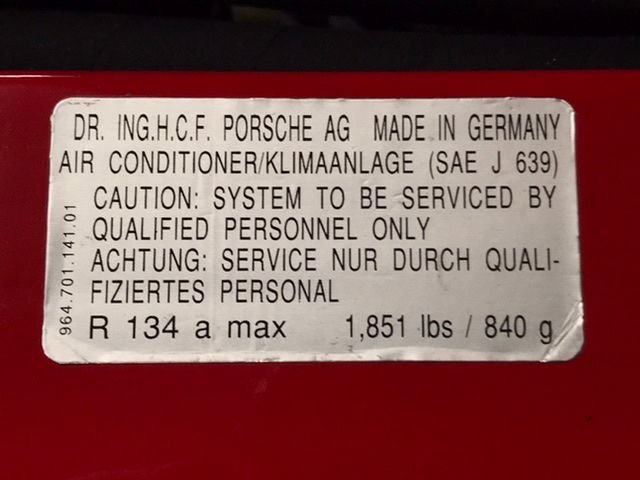 DR. ING.H.C.F. PORSCHE AG MADE IN GERMANY
AIR CONDITIONER/KLIMAANLAGE (SAE J 639)
CAUTION: SYSTEM TO BE SERVICED BY
QUALIFIED PERSONNEL ONLY
ACHTUNG: SERVICE NUR DURCH QUALI-
FIZIERTES PERSONAL
R 134 a max 1,851 lbs / 840 g
964.701.141.01